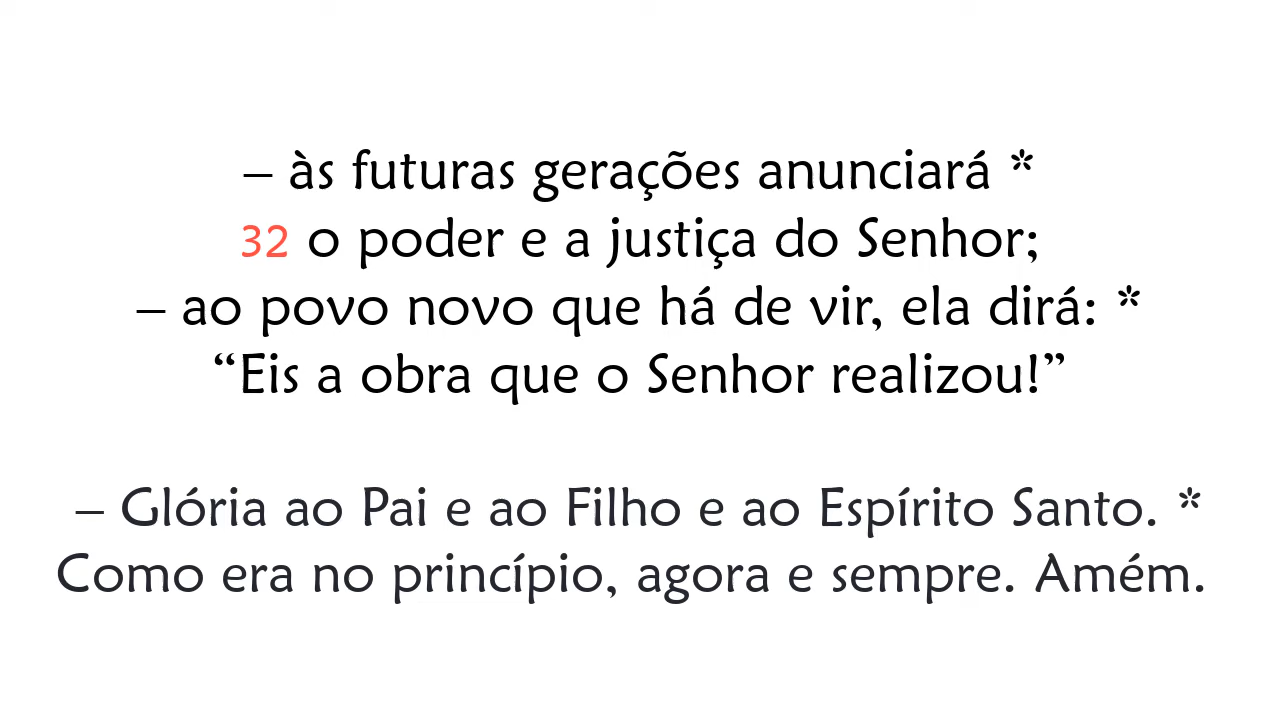 – às futuras gerações anunciará *
32 o poder e a justiça do Senhor;
– ao povo novo que há de vir, ela dirá: *
“Eis a obra que o Senhor realizou!”
– Glória ao Pai e ao Filho e ao Espírito Santo. *
Como era no princípio, agora e sempre. Amém.